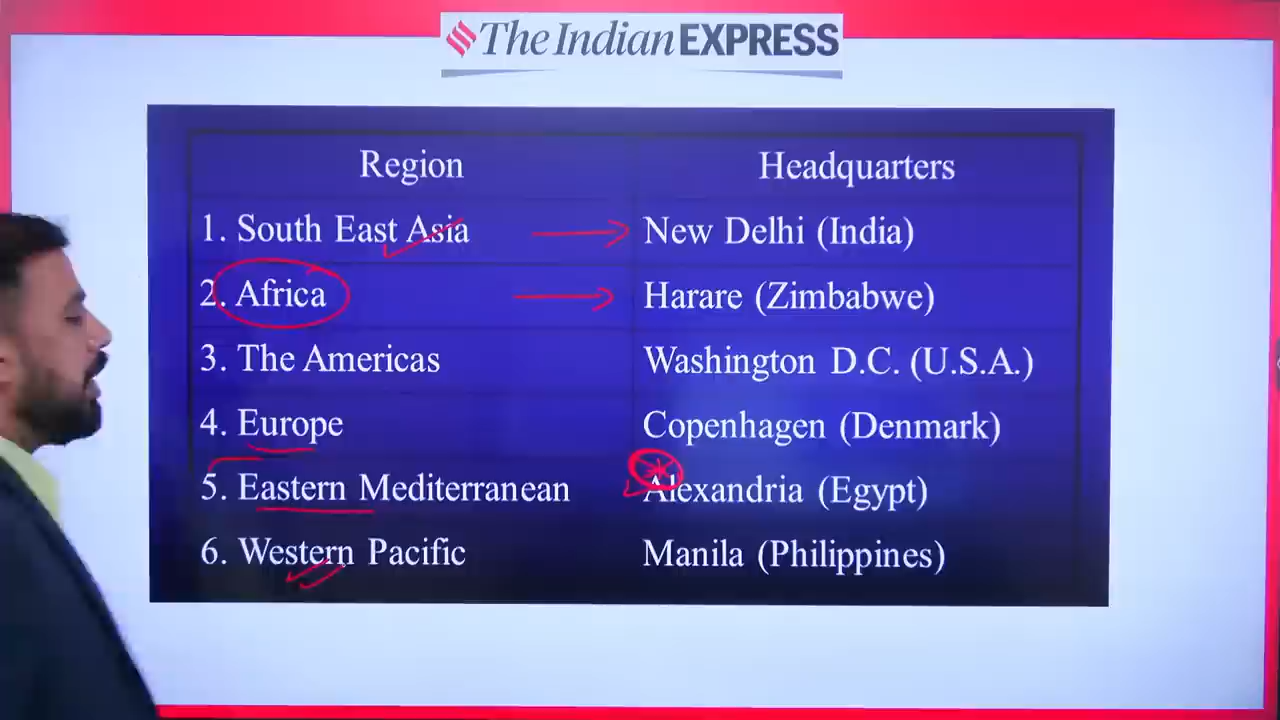 The Indian EXPRESS
Region Headquarters
1. South East Asia New Delhi (India)
2. Africa Harare (Zimbabwe)
3. The Americas Washington D.C. (U.S.A.)
4. Europe Copenhagen (Denmark)
5. Eastern Mediterranean Alexandria (Egypt)
6. Western Pacific Manila (Philippines)